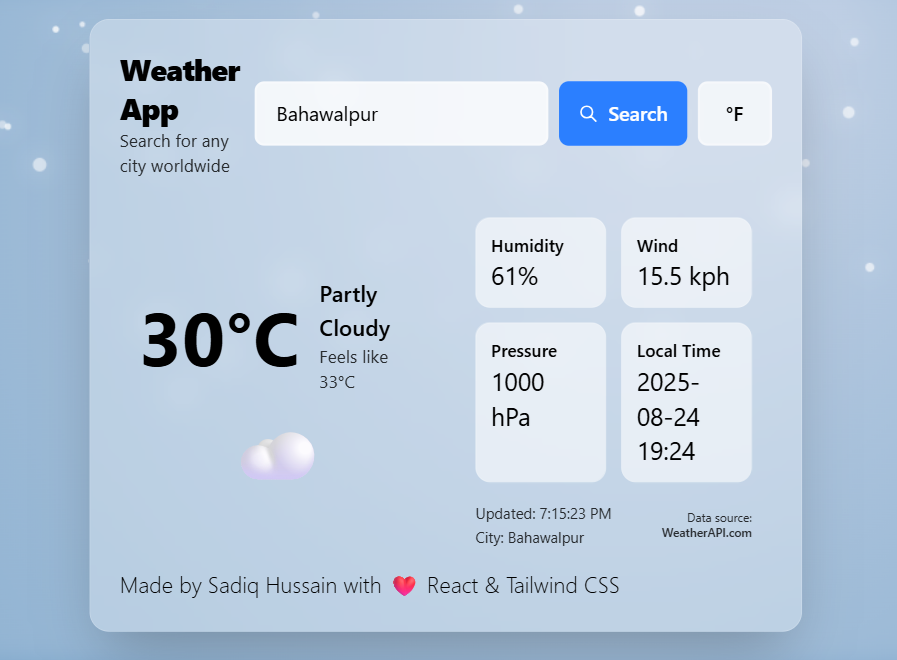 Weather
App
Search for any
city worldwide
Bahawalpur
Search
°F
30°C
Partly
Cloudy
Feels like
33°C
Humidity
61%
Wind
15.5 kph
Pressure
1000
hPa
Local Time
2025-
08-24
19:24
Updated: 7:15:23 PM
City: Bahawalpur
Data source:
WeatherAPI.com
Made by Sadiq Hussain with ❤️ React & Tailwind CSS